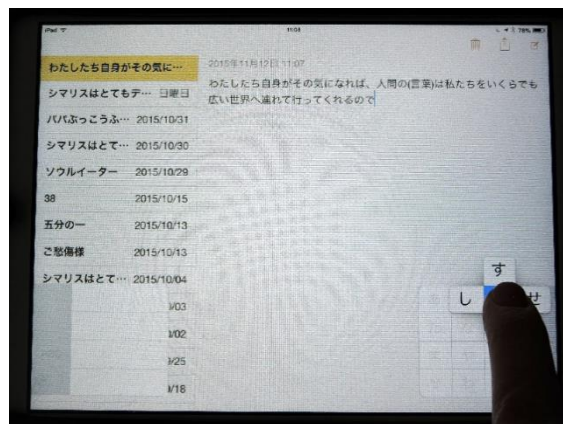 iPad
11:08
78%
わたしたち自身がその気に…
シマリスはとてもデ… 日曜日
パパぶっこうふ… 2015/10/31
シマリスはとて… 2015/10/30
ソウルイーター 2015/10/29
38 2015/10/15
五分の一 2015/10/13
ご愁傷様 2015/10/13
シマリスはとて… 2015/10/04
/03
/02
/25
/18
2015年11月12日 11:07
わたしたち自身がその気になれば、人間の(言葉)は私たちをいくらでも
広い世界へ連れて行ってくれるので
す
し
せ